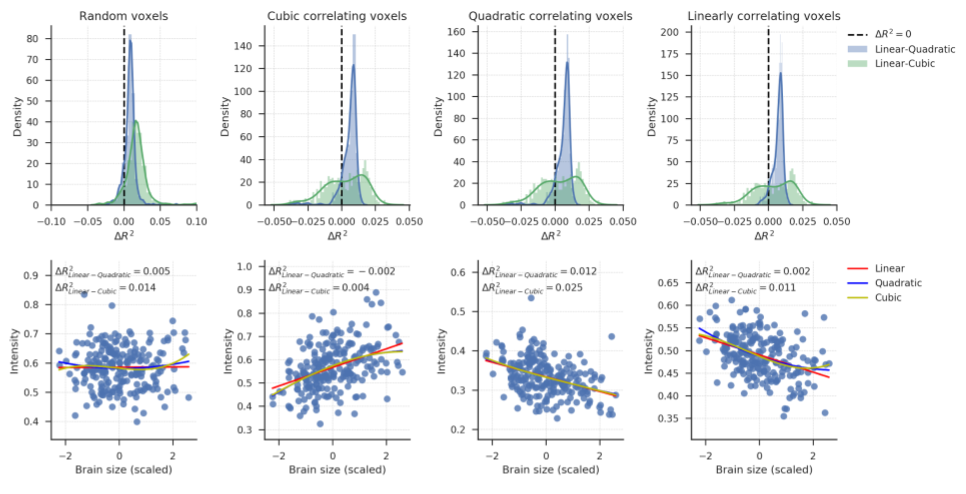 Random voxels
Cubic correlating voxels
Quadratic correlating voxels
Linearly correlating voxels
ΔR² = 0
Linear-Quadratic
Linear-Cubic
Density
80
70
60
50
40
30
20
10
0
−0.10 −0.05 0.00 0.05 0.10
ΔR²
Density
140
120
100
80
60
40
20
0
−0.050 −0.025 0.000 0.025 0.050
ΔR²
Density
160
140
120
100
80
60
40
20
0
−0.050 −0.025 0.000 0.025 0.050
ΔR²
Density
200
175
150
125
100
75
50
25
0
−0.050 −0.025 0.000 0.025 0.050
ΔR²
ΔR²Linear−Quadratic = 0.005
ΔR²Linear−Cubic = 0.014
Intensity
0.9
0.8
0.7
0.6
0.5
0.4
−2 0 2
Brain size (scaled)
ΔR²Linear−Quadratic = −0.002
ΔR²Linear−Cubic = 0.004
Intensity
1.0
0.9
0.8
0.7
0.6
0.5
0.4
0.3
−2 0 2
Brain size (scaled)
ΔR²Linear−Quadratic = 0.012
ΔR²Linear−Cubic = 0.025
Intensity
0.6
0.5
0.4
0.3
0.2
−2 0 2
Brain size (scaled)
ΔR²Linear−Quadratic = 0.002
ΔR²Linear−Cubic = 0.011
Intensity
0.65
0.60
0.55
0.50
0.45
0.40
0.35
−2 0 2
Brain size (scaled)
Linear
Quadratic
Cubic